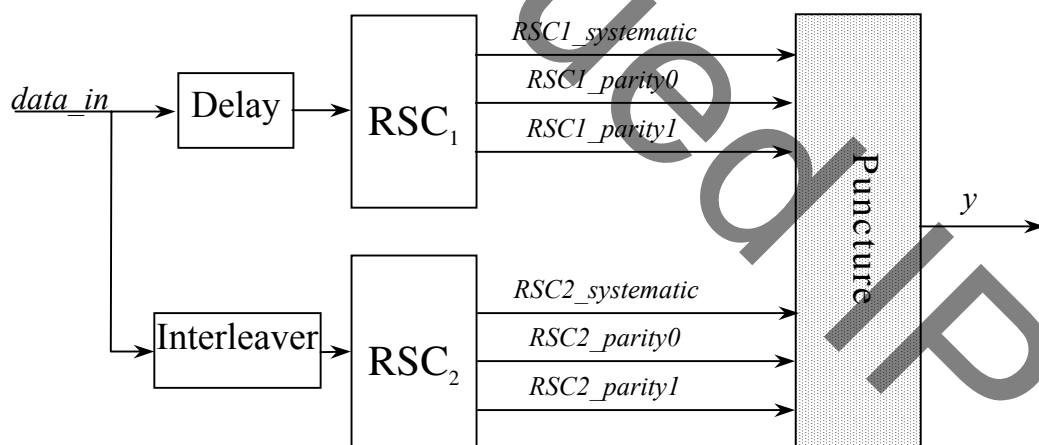 RSC1_systematic
RSC1_parity0
RSC1_parity1
data_in
Delay
RSC1
Puncture
y
RSC2_systematic
RSC2_parity0
RSC2_parity1
Interleaver
RSC2